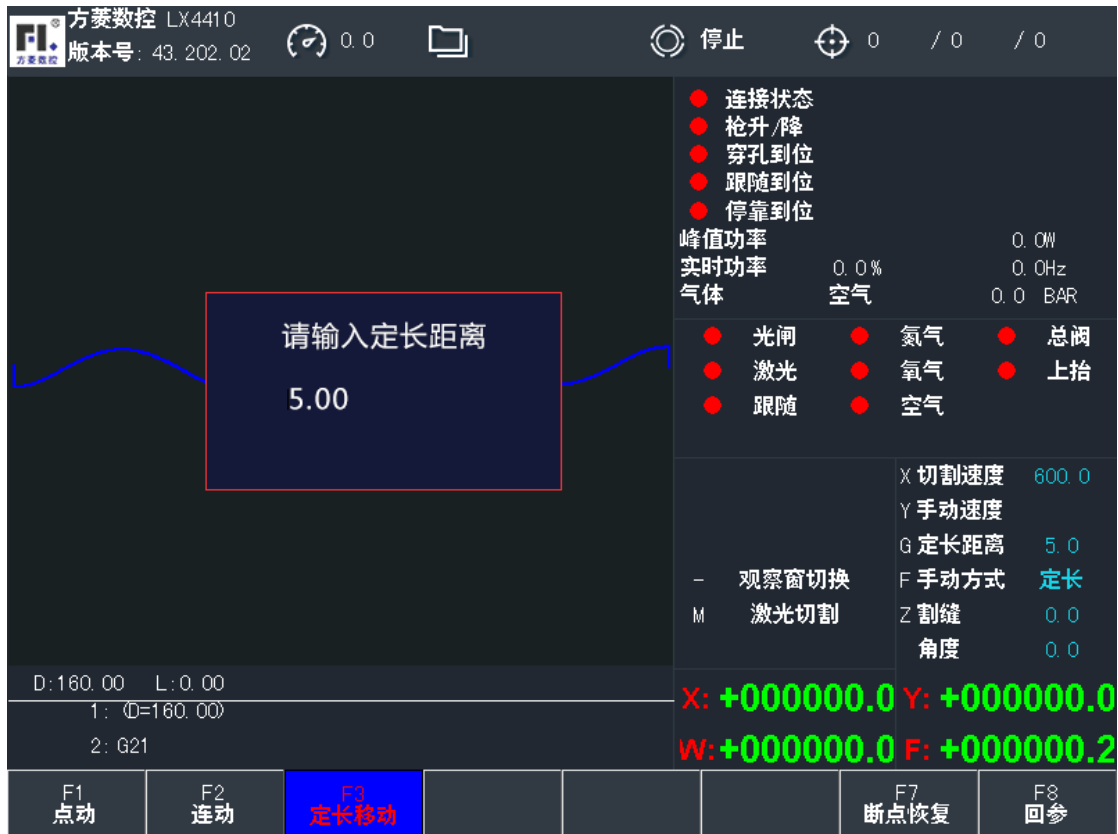 方菱数控 LX4410
版本号: 43.202.02
方菱数控
0.0
停止
0 / 0 / 0
连接状态
枪升/降
穿孔到位
跟随到位
停靠到位
峰值功率 0.0W
实时功率 0.0% 0.0Hz
气体 空气 0.0 BAR
光闸 氮气 总阀
激光 氧气 上抬
跟随 空气
请输入定长距离
5.00
X 切割速度 600.0
Y 手动速度
G 定长距离 5.0
- 观察窗切换 F 手动方式 定长
M 激光切割 Z 割缝 0.0
角度 0.0
D:160.00 L:0.00
1: (D=160.00)
2: G21
X: +000000.0 Y: +000000.0
W: +000000.0 F: +000000.2
F1 F2 F3 F7 F8
点动 连动 定长移动 断点恢复 回参